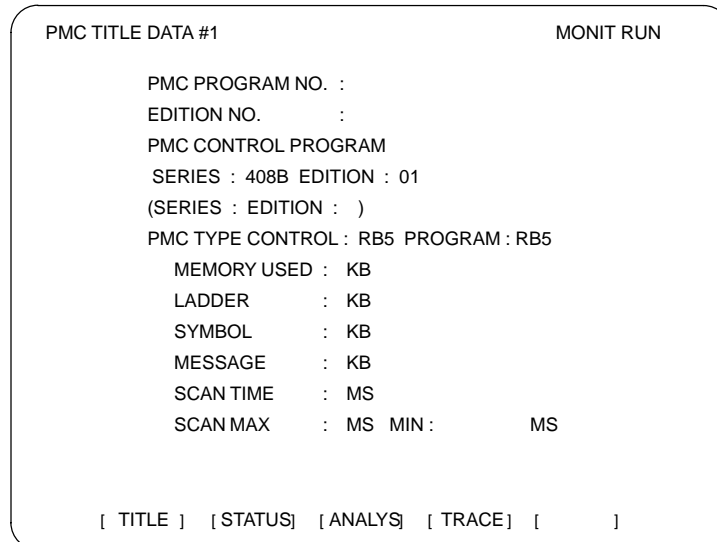 PMC TITLE DATA #1 MONIT RUN
PMC PROGRAM NO. :
EDITION NO. :
PMC CONTROL PROGRAM
SERIES : 408B EDITION : 01
(SERIES : EDITION : )
PMC TYPE CONTROL : RB5 PROGRAM : RB5
MEMORY USED : KB
LADDER : KB
SYMBOL : KB
MESSAGE : KB
SCAN TIME : MS
SCAN MAX : MS MIN : MS
[ TITLE ] [ STATUS] [ ANALYS] [ TRACE ] [ ]